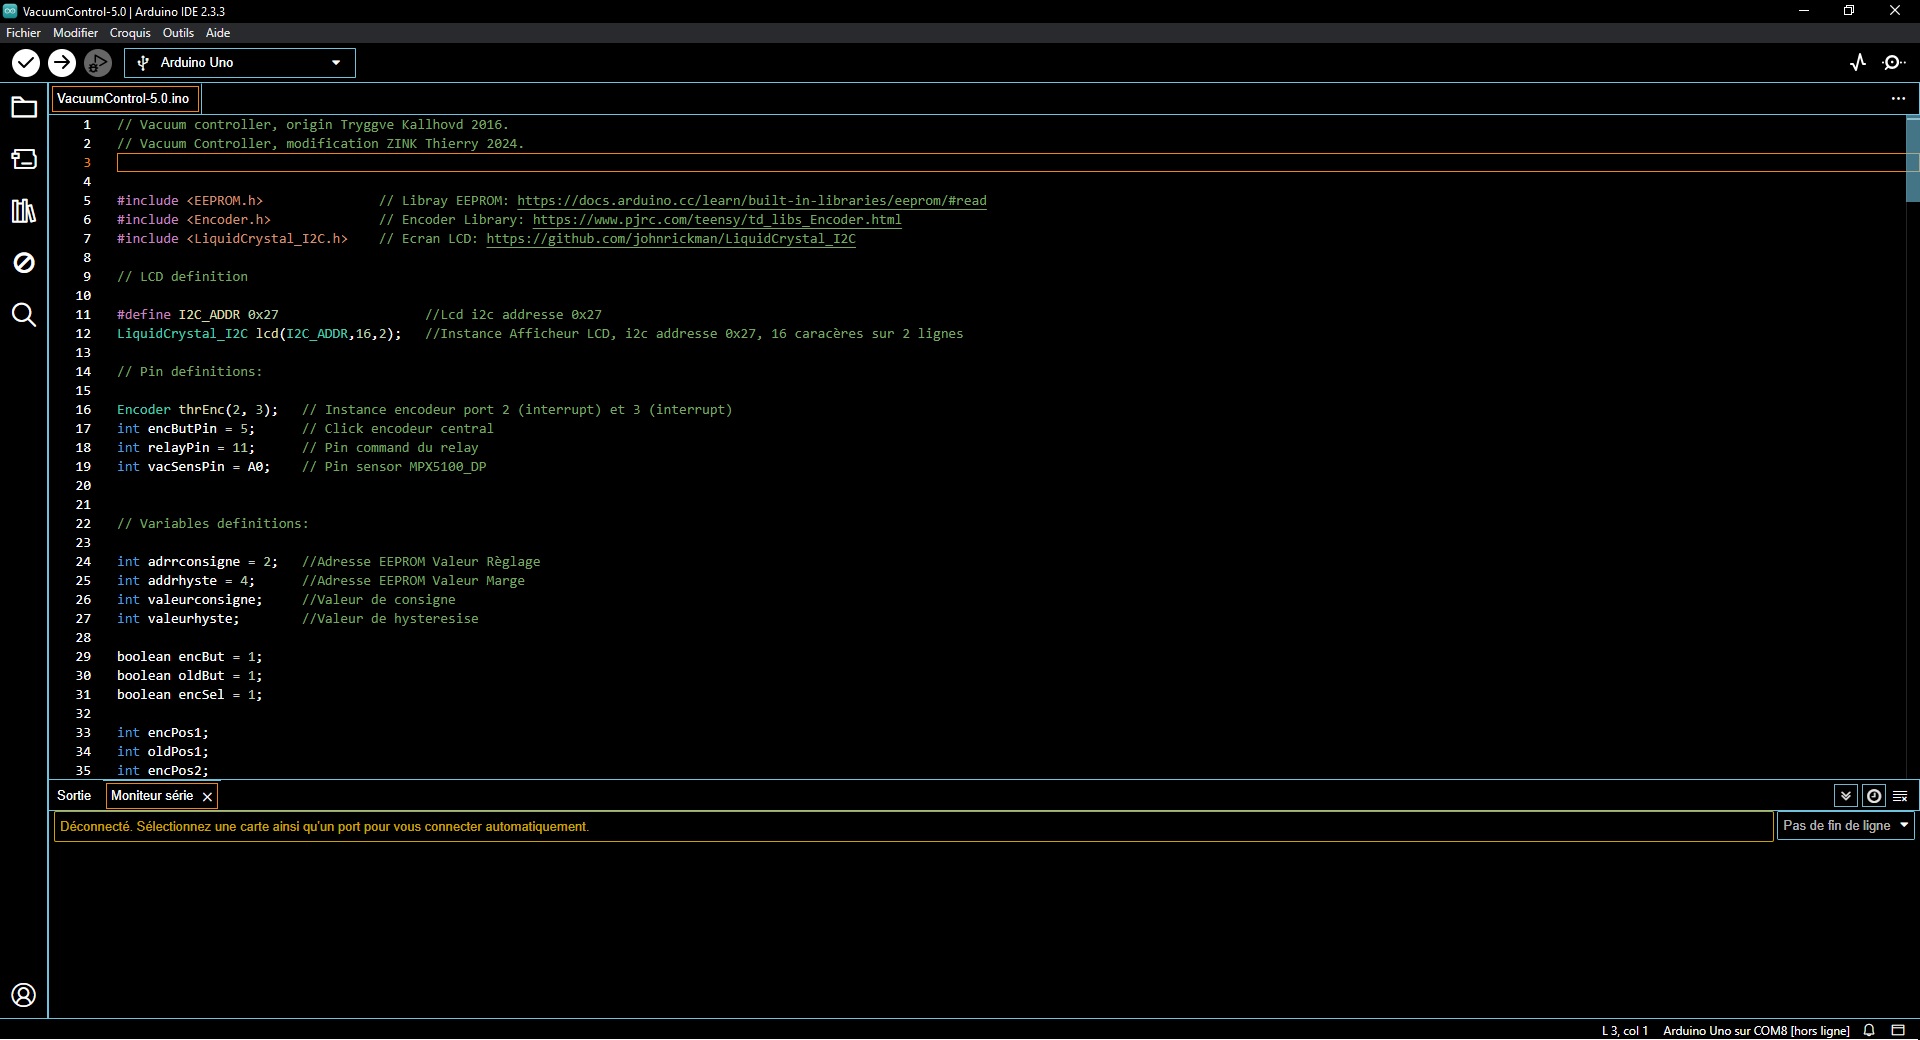 VacuumControl-5.0 | Arduino IDE 2.3.3
Fichier Modifier Croquis Outils Aide
Arduino Uno
VacuumControl-5.0.ino
1 // Vacuum controller, origin Tryggve Kallhovd 2016.
2 // Vacuum Controller, modification ZINK Thierry 2024.
3
4
5 #include <EEPROM.h> // Libray EEPROM: https://docs.arduino.cc/learn/built-in-libraries/eeprom/#read
6 #include <Encoder.h> // Encoder Library: https://www.pjrc.com/teensy/td_libs_Encoder.html
7 #include <LiquidCrystal_I2C.h> // Ecran LCD: https://github.com/johnrickman/LiquidCrystal_I2C
8
9 // LCD definition
10
11 #define I2C_ADDR 0x27 //Lcd i2c addresse 0x27
12 LiquidCrystal_I2C lcd(I2C_ADDR,16,2); //Instance Afficheur LCD, i2c addresse 0x27, 16 caracères sur 2 lignes
13
14 // Pin definitions:
15
16 Encoder thrEnc(2, 3); // Instance encodeur port 2 (interrupt) et 3 (interrupt)
17 int encButPin = 5; // Click encodeur central
18 int relayPin = 11; // Pin command du relay
19 int vacSensPin = A0; // Pin sensor MPX5100_DP
20
21
22 // Variables definitions:
23
24 int adrrconsigne = 2; //Adresse EEPROM Valeur Règlage
25 int addrhyste = 4; //Adresse EEPROM Valeur Marge
26 int valeurconsigne; //Valeur de consigne
27 int valeurhyste; //Valeur de hysteresise
28
29 boolean encBut = 1;
30 boolean oldBut = 1;
31 boolean encSel = 1;
32
33 int encPos1;
34 int oldPos1;
35 int encPos2;
Sortie Moniteur série
Déconnecté. Sélectionnez une carte ainsi qu'un port pour vous connecter automatiquement.
Pas de fin de ligne
L 3, col 1 Arduino Uno sur COM8 [hors ligne]